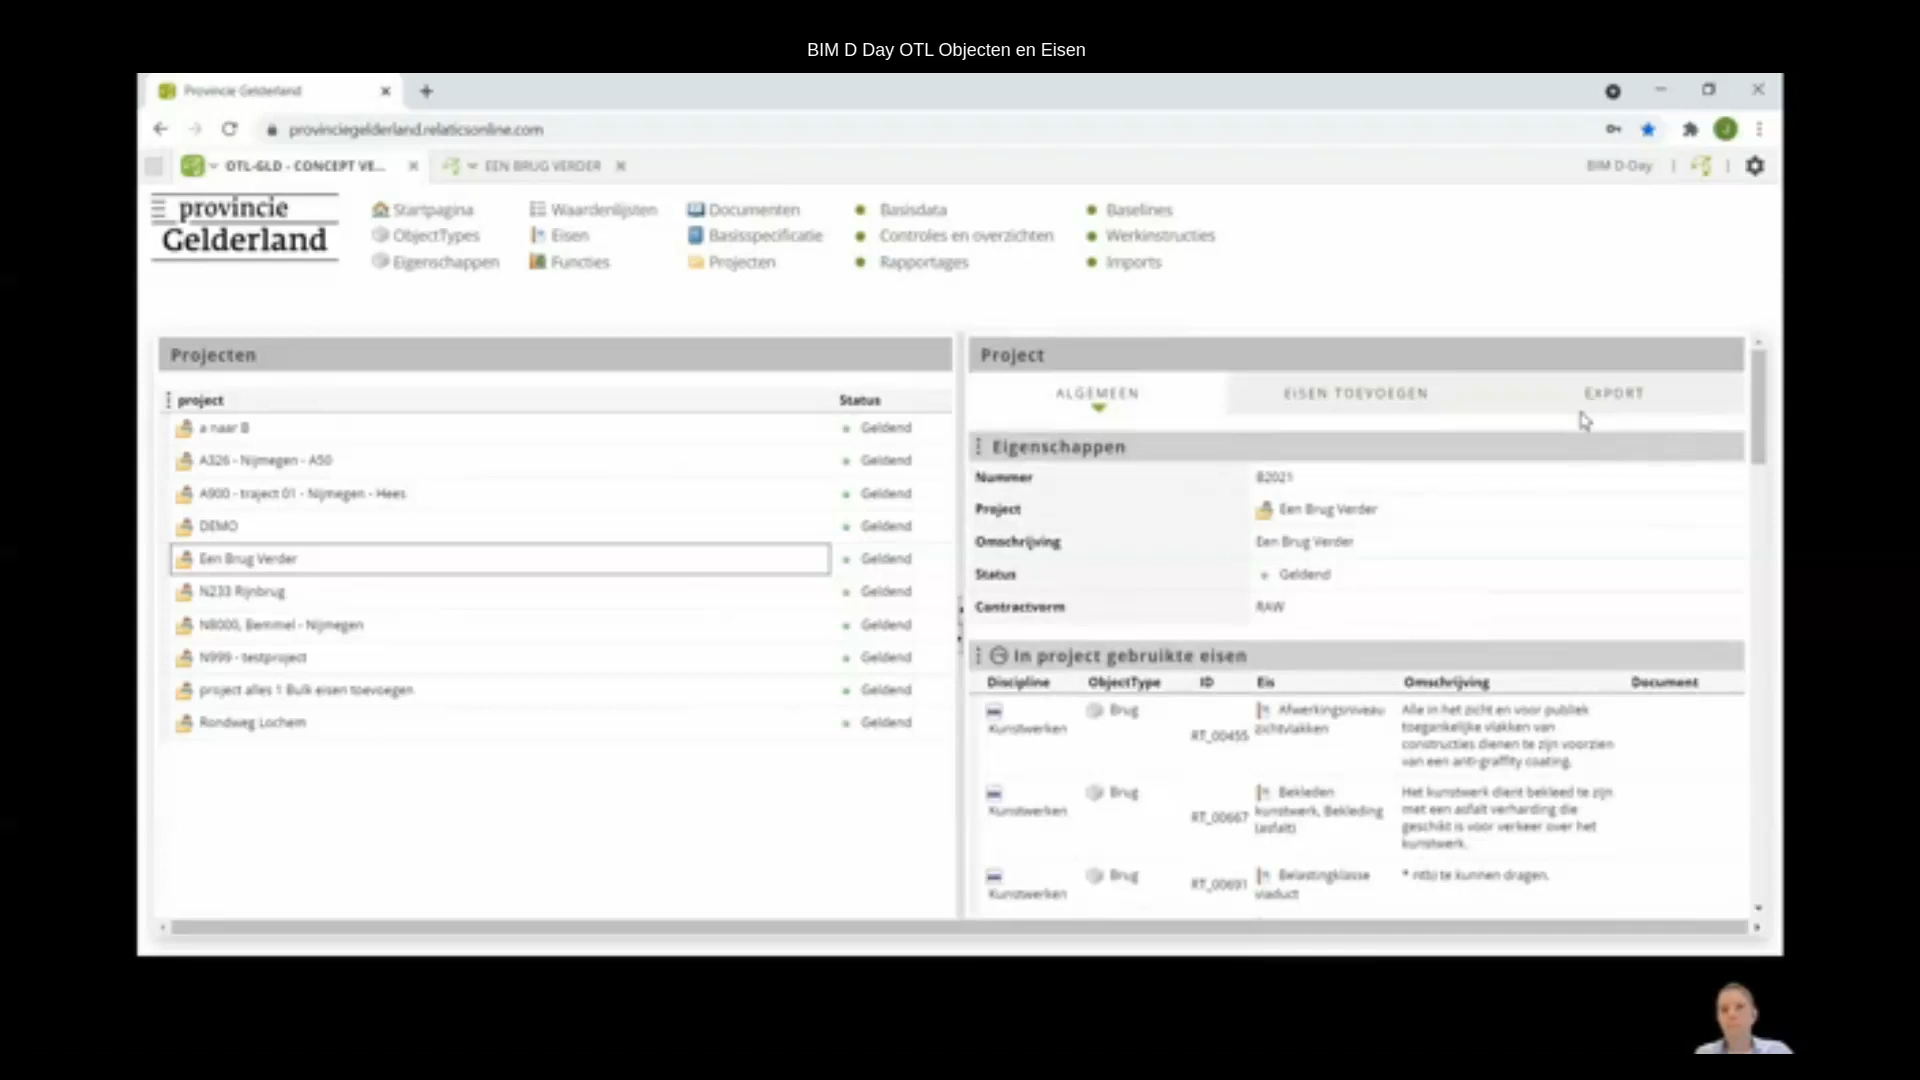 BIM D Day OTL Objecten en Eisen
Provincie Gelderland
provinciegelderland.relaticsonline.com
J
OTL-GLD - CONCEPT VE...
EEN BRUG VERDER
BIM D-Day
provincie
Gelderland
Startpagina
Waardenlijsten
Documenten
Basisdata
Baselines
ObjectTypes
Eisen
Basisspecificatie
Controles en overzichten
Werkinstructies
Eigenschappen
Functies
Projecten
Rapportages
Imports
Projecten
project
Status
a naar B
Geldend
A326 - Nijmegen - A50
Geldend
A900 - traject 01 - Nijmegen - Hees
Geldend
DEMO
Geldend
Een Brug Verder
Geldend
N233 Rijnbrug
Geldend
N8000, Bemmel - Nijmegen
Geldend
N999 - testproject
Geldend
project alles 1 Bulk eisen toevoegen
Geldend
Rondweg Lochem
Geldend
Project
ALGEMEEN
EISEN TOEVOEGEN
EXPORT
Eigenschappen
Nummer
B2021
Project
Een Brug Verder
Omschrijving
Een Brug Verder
Status
Geldend
Contractvorm
RAW
In project gebruikte eisen
Discipline
ObjectType
ID
Eis
Omschrijving
Document
Kunstwerken
Brug
RT_00455
Afwerkingsniveau
zichtvlakken
Alle in het zicht en voor publiek
toegankelijke vlakken van
constructies dienen te zijn voorzien
van een anti-graffity coating.
Kunstwerken
Brug
RT_00667
Bekleden
kunstwerk, Bekleding
(asfalt)
Het kunstwerk dient bekleed te zijn
met een asfalt verharding die
geschikt is voor verkeer over het
kunstwerk.
Kunstwerken
Brug
RT_00691
Belastingklasse
viaduct
* ntb) te kunnen dragen.